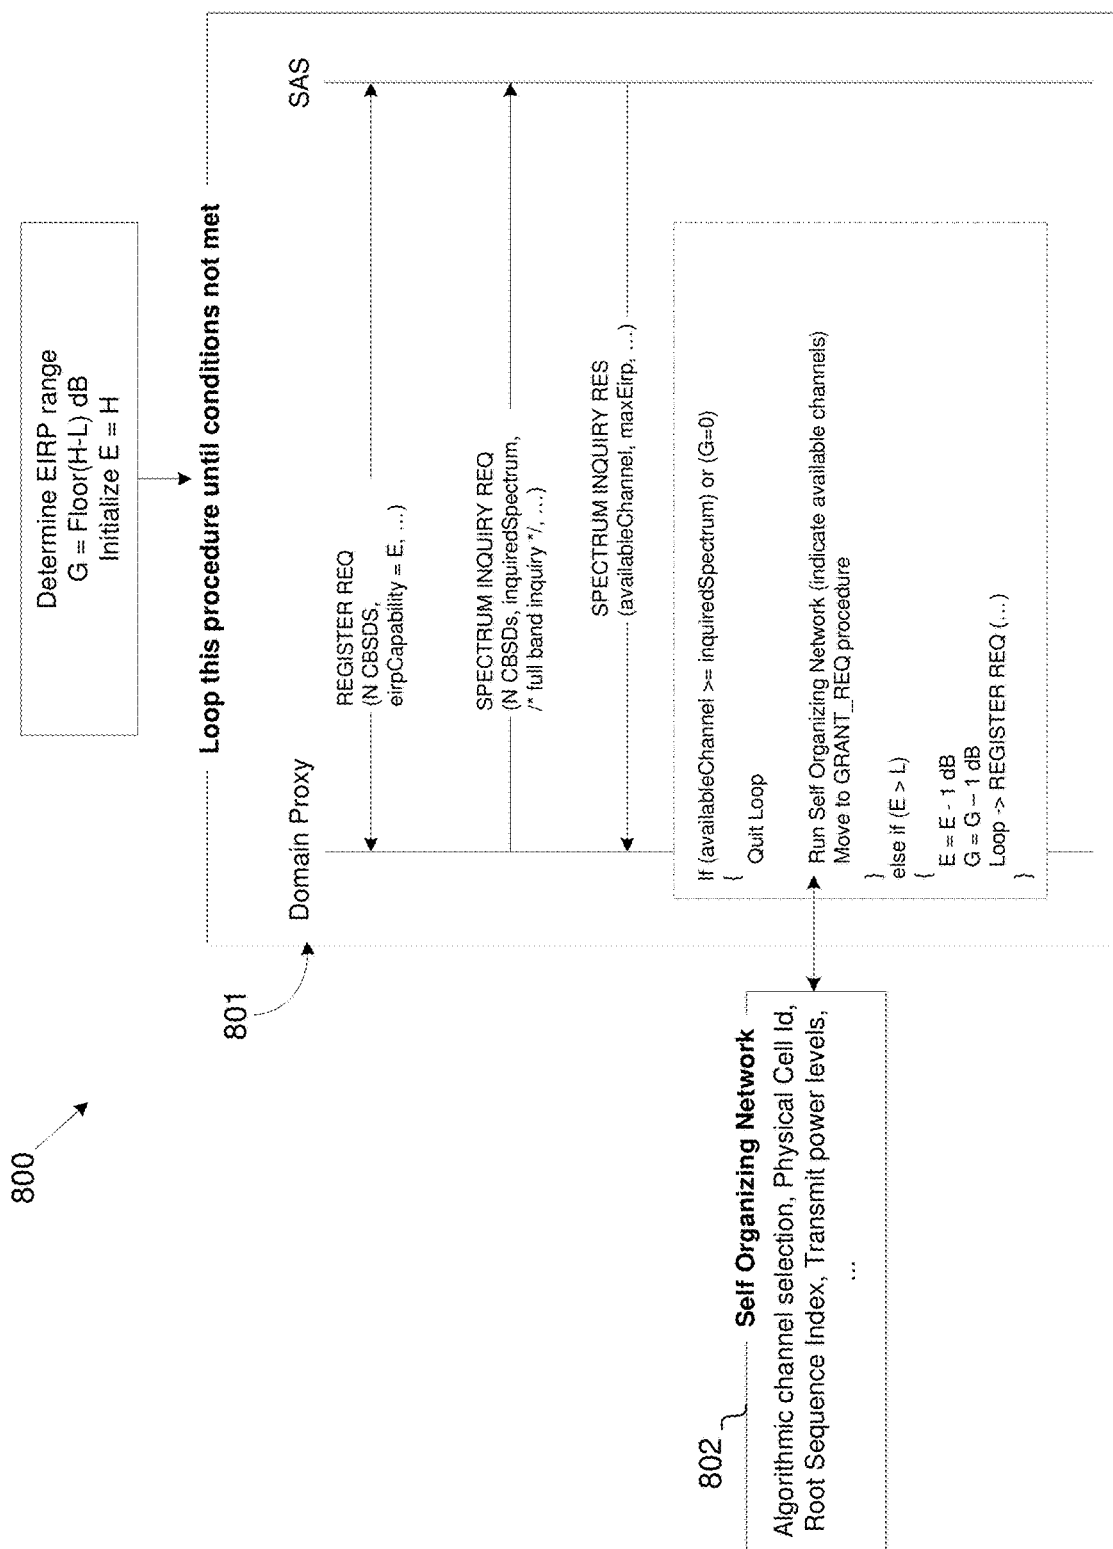 800
Determine EIRP range
G = Floor(H-L) dB
Initialize E = H
Loop this procedure until conditions not met
801
Domain Proxy
SAS
REGISTER REQ
(N CBSDS,
eirpCapability = E, ...)
SPECTRUM INQUIRY REQ
(N CBSDs, inquiredSpectrum,
/* full band inquiry */, ...)
SPECTRUM INQUIRY RES
(availableChannel, maxEirp, ...)
If (availableChannel >= inquiredSpectrum) or (G=0)
{
Quit Loop
Run Self Organizing Network (indicate available channels)
Move to GRANT_REQ procedure
}
else if (E > L)
{
E = E - 1 dB
G = G – 1 dB
Loop -> REGISTER REQ (...)
}
802
Self Organizing Network
Algorithmic channel selection, Physical Cell Id,
Root Sequence Index, Transmit power levels,
...